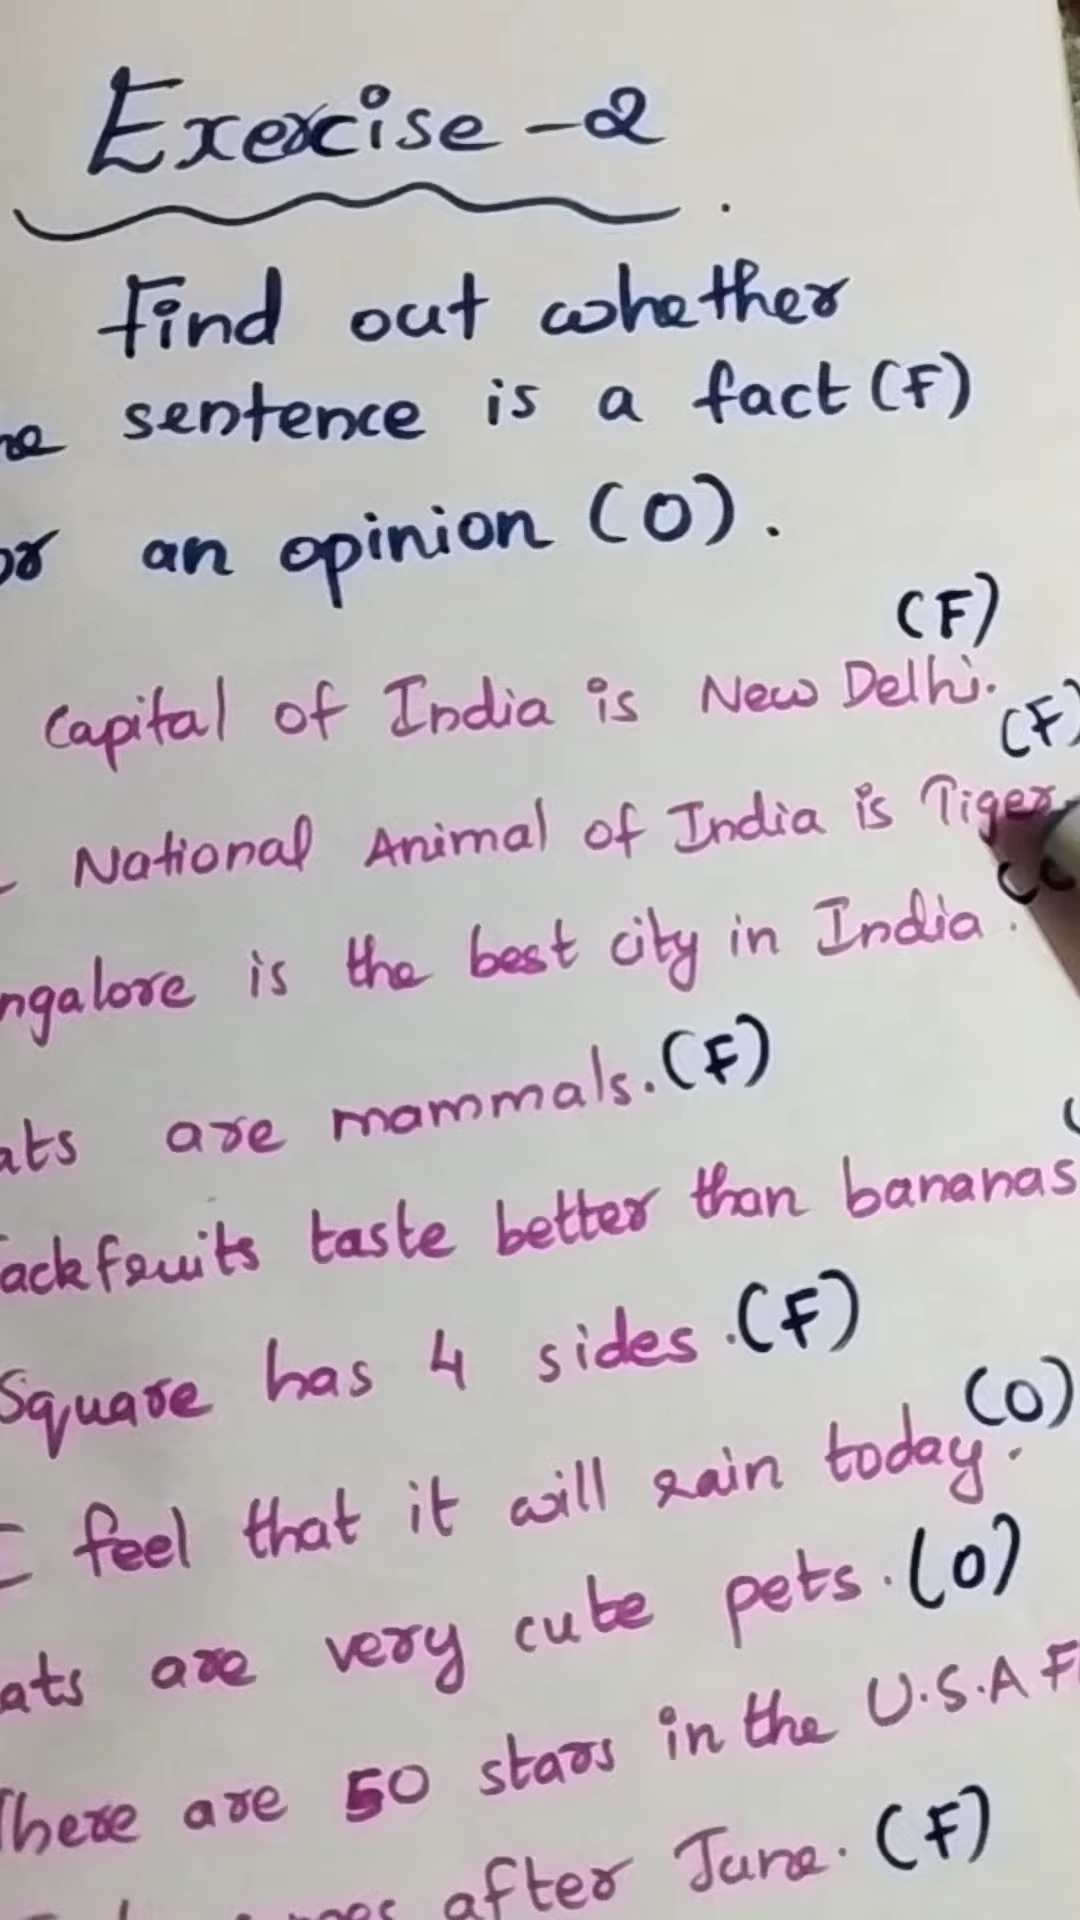 Exercise -2
Find out whether
sentence is a fact (F)
or an opinion (O).
(F)
Capital of India is New Delhi.
(F)
National Animal of India is Tiger
ngalore is the best city in India.
ats are mammals. (F)
ackfruits taste better than bananas
Square has 4 sides. (F)
(O)
I feel that it will rain today.
ats are very cute pets. (O)
There are 50 stars in the U.S.A
after June. (F)